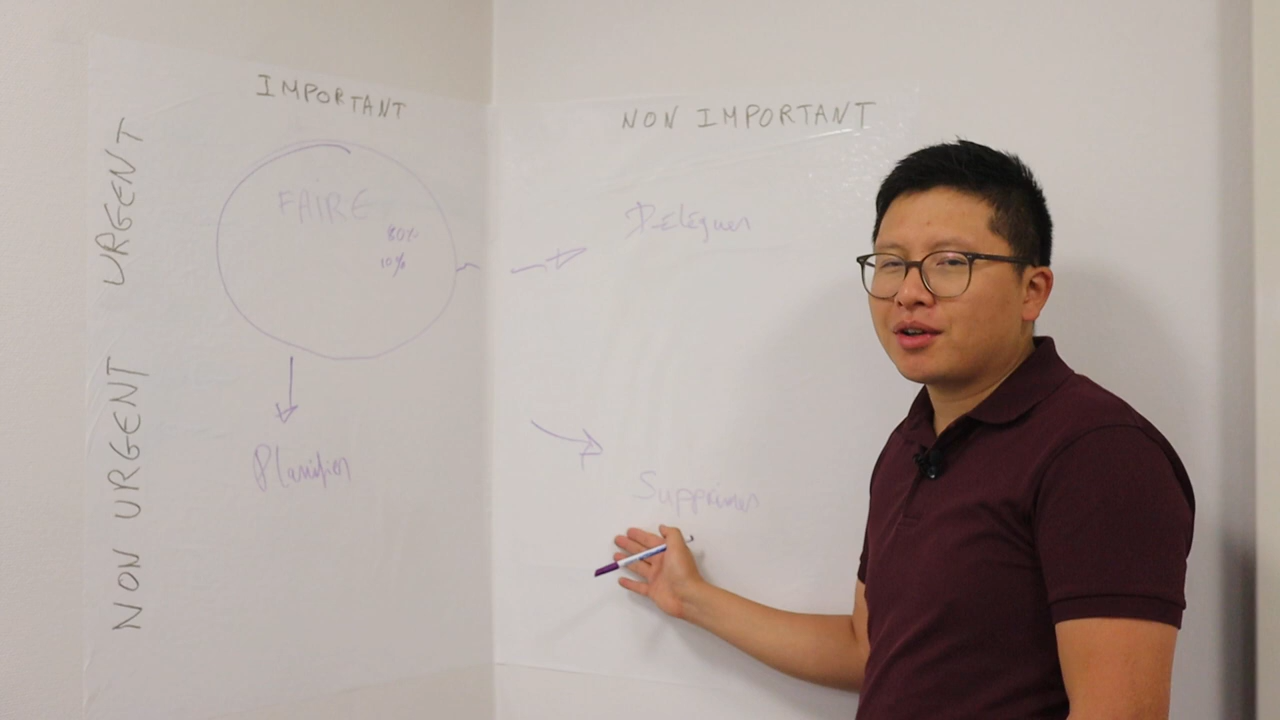 IMPORTANT
NON IMPORTANT
URGENT
FAIRE
80%
10%
Déléguer
NON URGENT
Planifier
Supprimer